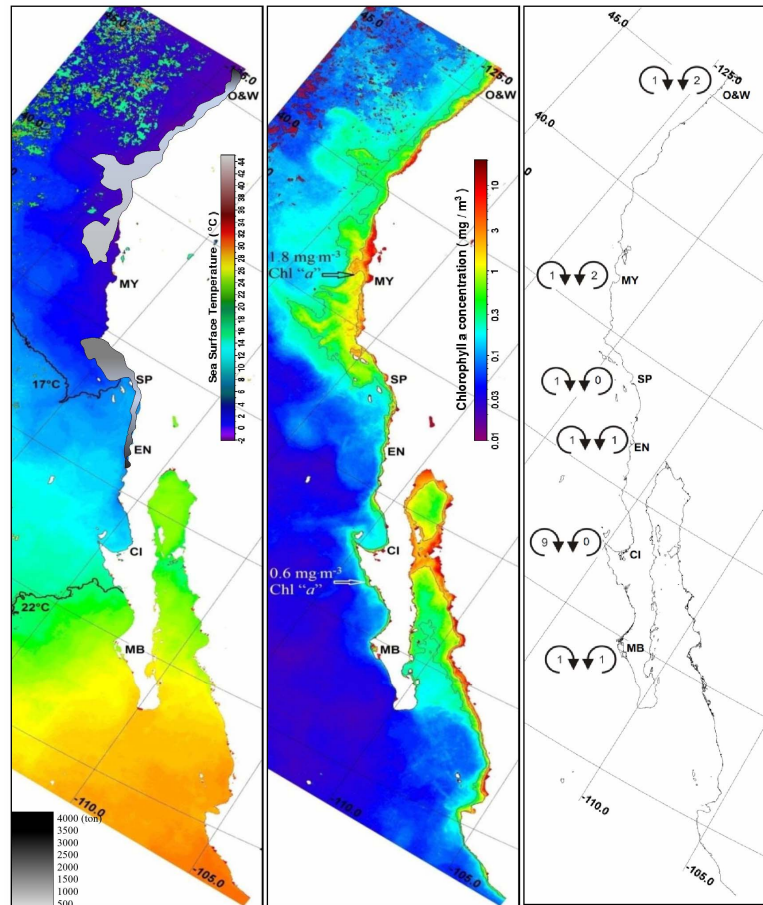 45.0
-125.0
O&W
40.0
0
MY
Sea Surface Temperature - (°C)
-2 0 2 4 6 8 10 12 14 16 18 20 22 24 26 28 30 32 34 36 38 40 42 44
17°C
SP
EN
CI
22°C
MB
-110.0
-105.0
4000 (ton)
3500
3000
2500
2000
1500
1000
500
45.0
-125.0
O&W
40.0
0
1.8 mg m-3
Chl "a"
MY
Chlorophyll a concentration ( mg / m3 )
0.01 0.03 0.1 0.3 1 3 10
SP
EN
CI
0.6 mg m-3
Chl "a"
MB
-110.0
-105.0
45.0
-125.0
1 2
O&W
40.0
0
1 2
MY
1 0
SP
1 1
EN
9 0
CI
1 1
MB
-110.0
-105.0